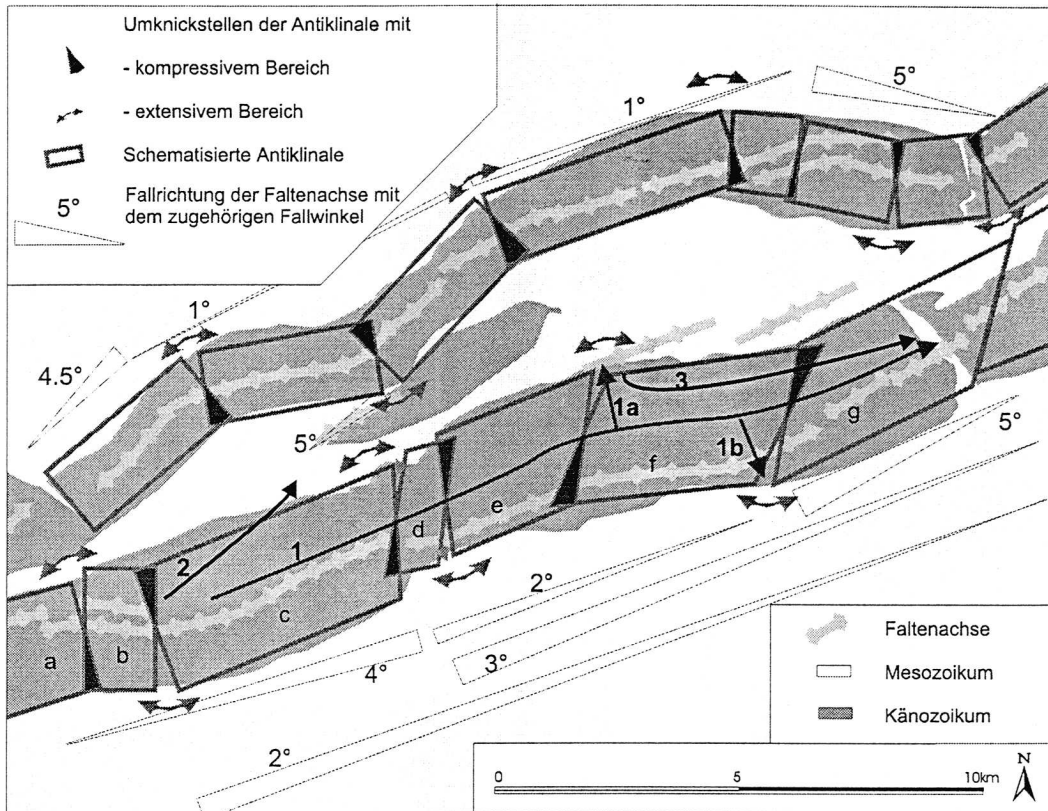 Umknickstellen der Antiklinale mit
- kompressivem Bereich
- extensivem Bereich
Schematisierte Antiklinale
5°
Fallrichtung der Faltenachse mit
dem zugehörigen Fallwinkel
1°
5°
1°
4.5°
5°
3
1a
1b
g
f
e
d
2
1
c
b
a
5°
2°
4°
3°
2°
Faltenachse
Mesozoikum
Känozoikum
0
5
10km
N